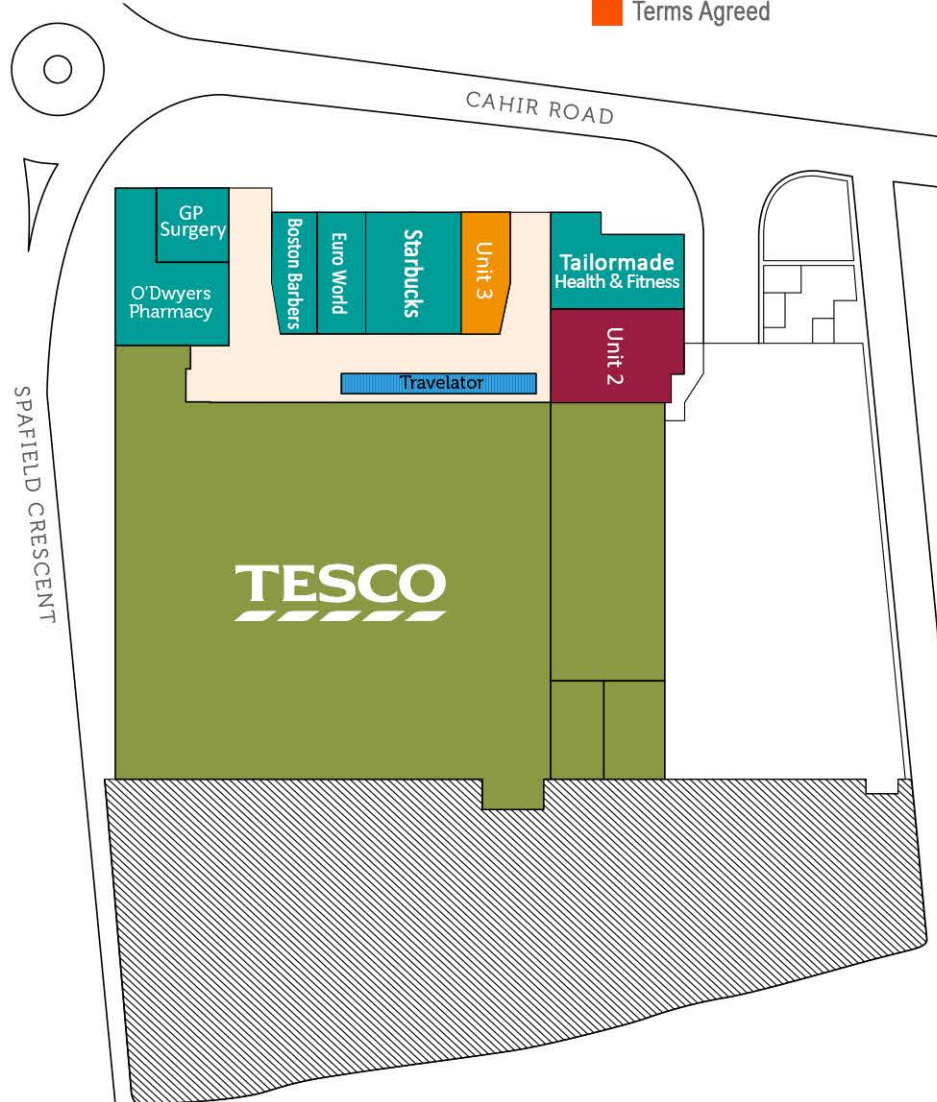 Terms Agreed
CAHIR ROAD
GP
Surgery
O'Dwyers
Pharmacy
Boston Barbers
Euro World
Starbucks
Unit 3
Tailormade
Health & Fitness
Unit 2
Travelator
SPAFIELD CRESCENT
TESCO